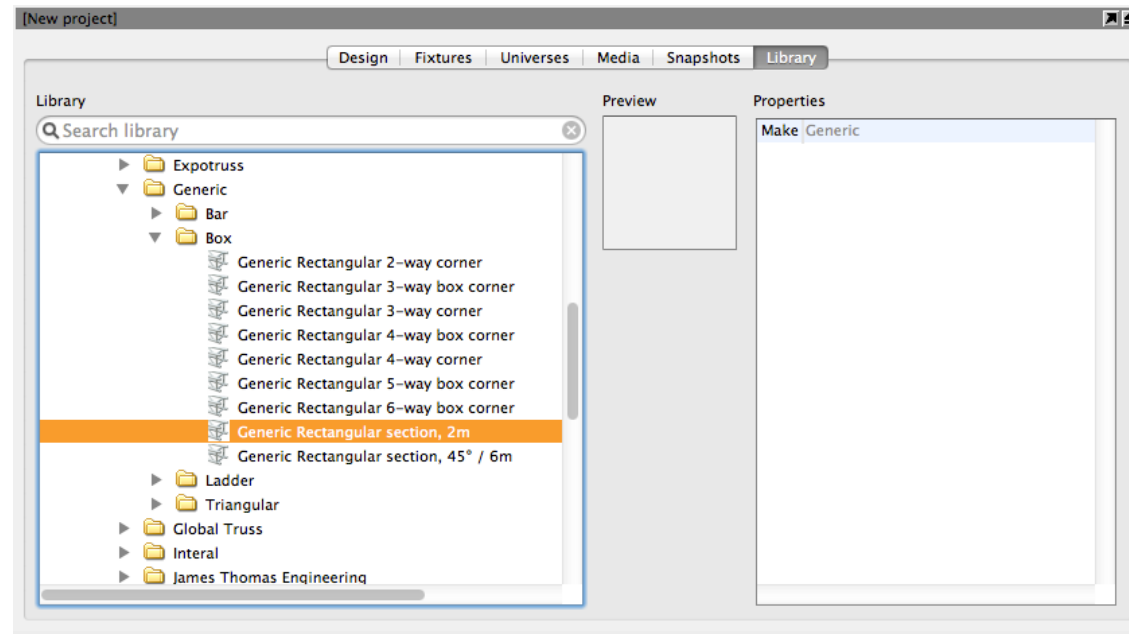 [New project]
Design Fixtures Universes Media Snapshots Library
Library
Search library
Expotruss
Generic
Bar
Box
Generic Rectangular 2-way corner
Generic Rectangular 3-way box corner
Generic Rectangular 3-way corner
Generic Rectangular 4-way box corner
Generic Rectangular 4-way corner
Generic Rectangular 5-way box corner
Generic Rectangular 6-way box corner
Generic Rectangular section, 2m
Generic Rectangular section, 45° / 6m
Ladder
Triangular
Global Truss
Interal
James Thomas Engineering
Preview
Properties
Make Generic